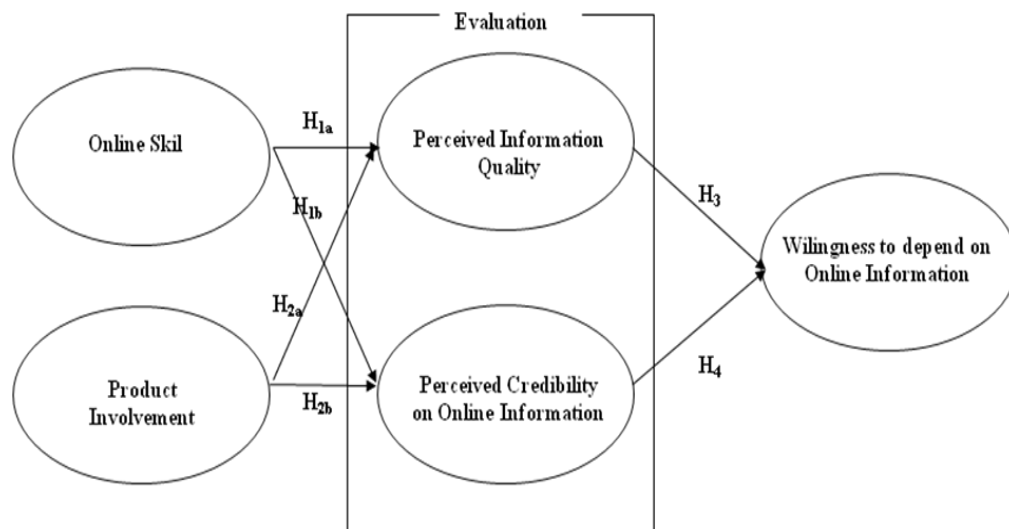 Evaluation
Online Skil
H1a
Perceived Information
Quality
H1b
H3
Wilingness to depend on
Online Information
H2a
Product
Involvement
H2b
Perceived Credibility
on Online Information
H4